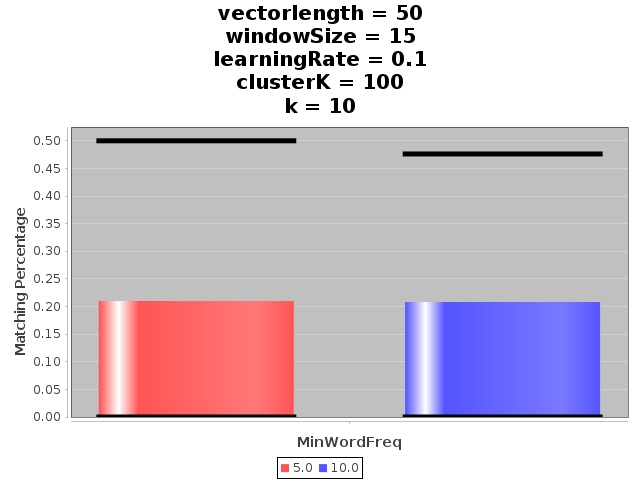 vectorlength = 50
windowSize = 15
learningRate = 0.1
clusterK = 100
k = 10
0.50
0.45
0.40
0.35
0.30
0.25
0.20
0.15
0.10
0.05
0.00
Matching Percentage
MinWordFreq
5.0 10.0